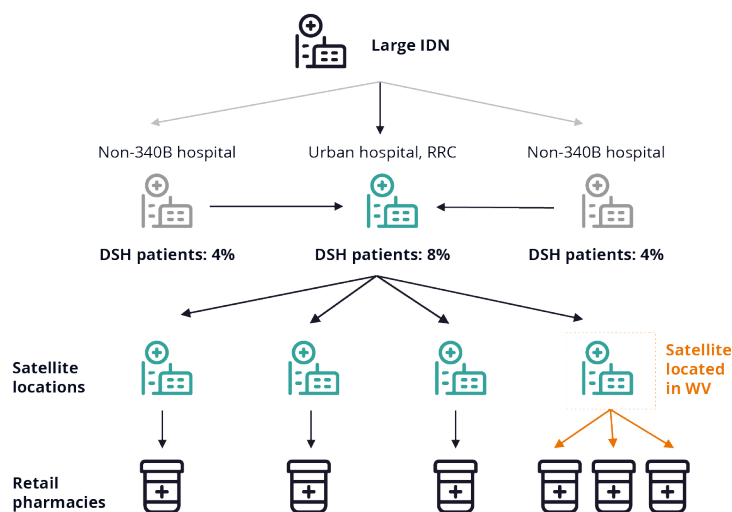 Large IDN
Non-340B hospital
Urban hospital, RRC
Non-340B hospital
DSH patients: 4%
DSH patients: 8%
DSH patients: 4%
Satellite
locations
Satellite
located
in WV
Retail
pharmacies